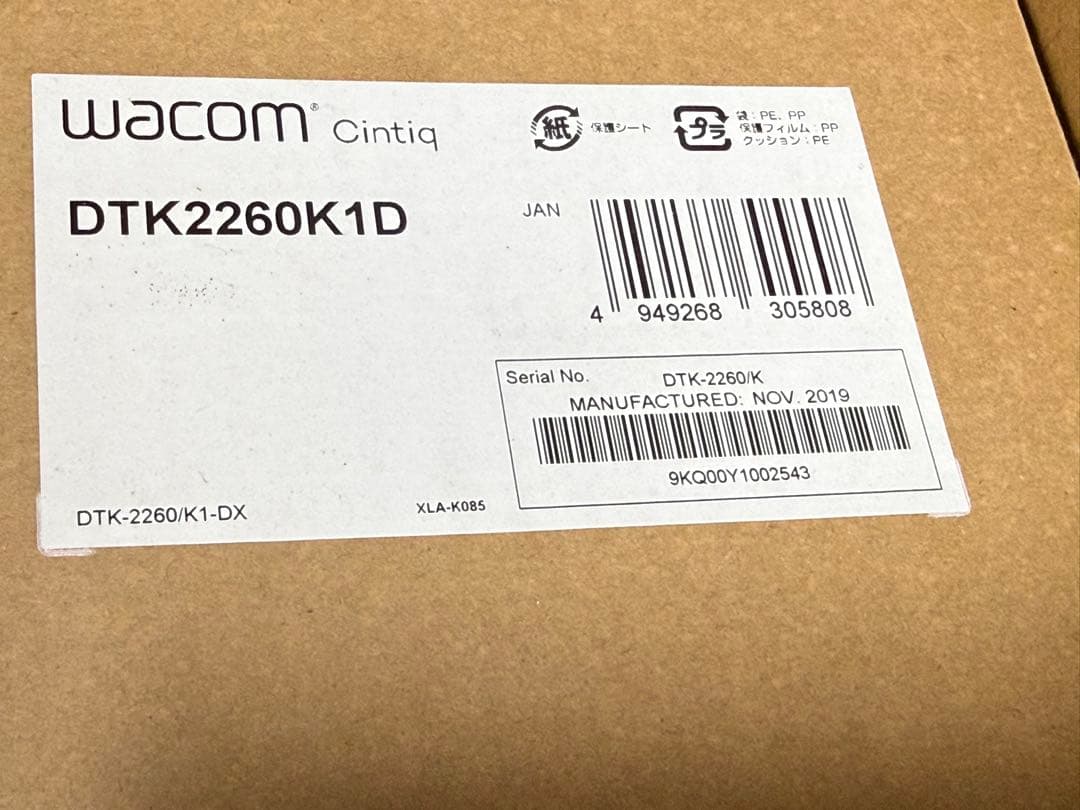 wacom® Cintiq
紙 保護シート
プラ 袋：PE、PP
保護フィルム：PP
クッション：PE
DTK2260K1D
JAN
4 949268 305808
Serial No. DTK-2260/K
MANUFACTURED: NOV. 2019
9KQ00Y1002543
DTK-2260/K1-DX
XLA-K085